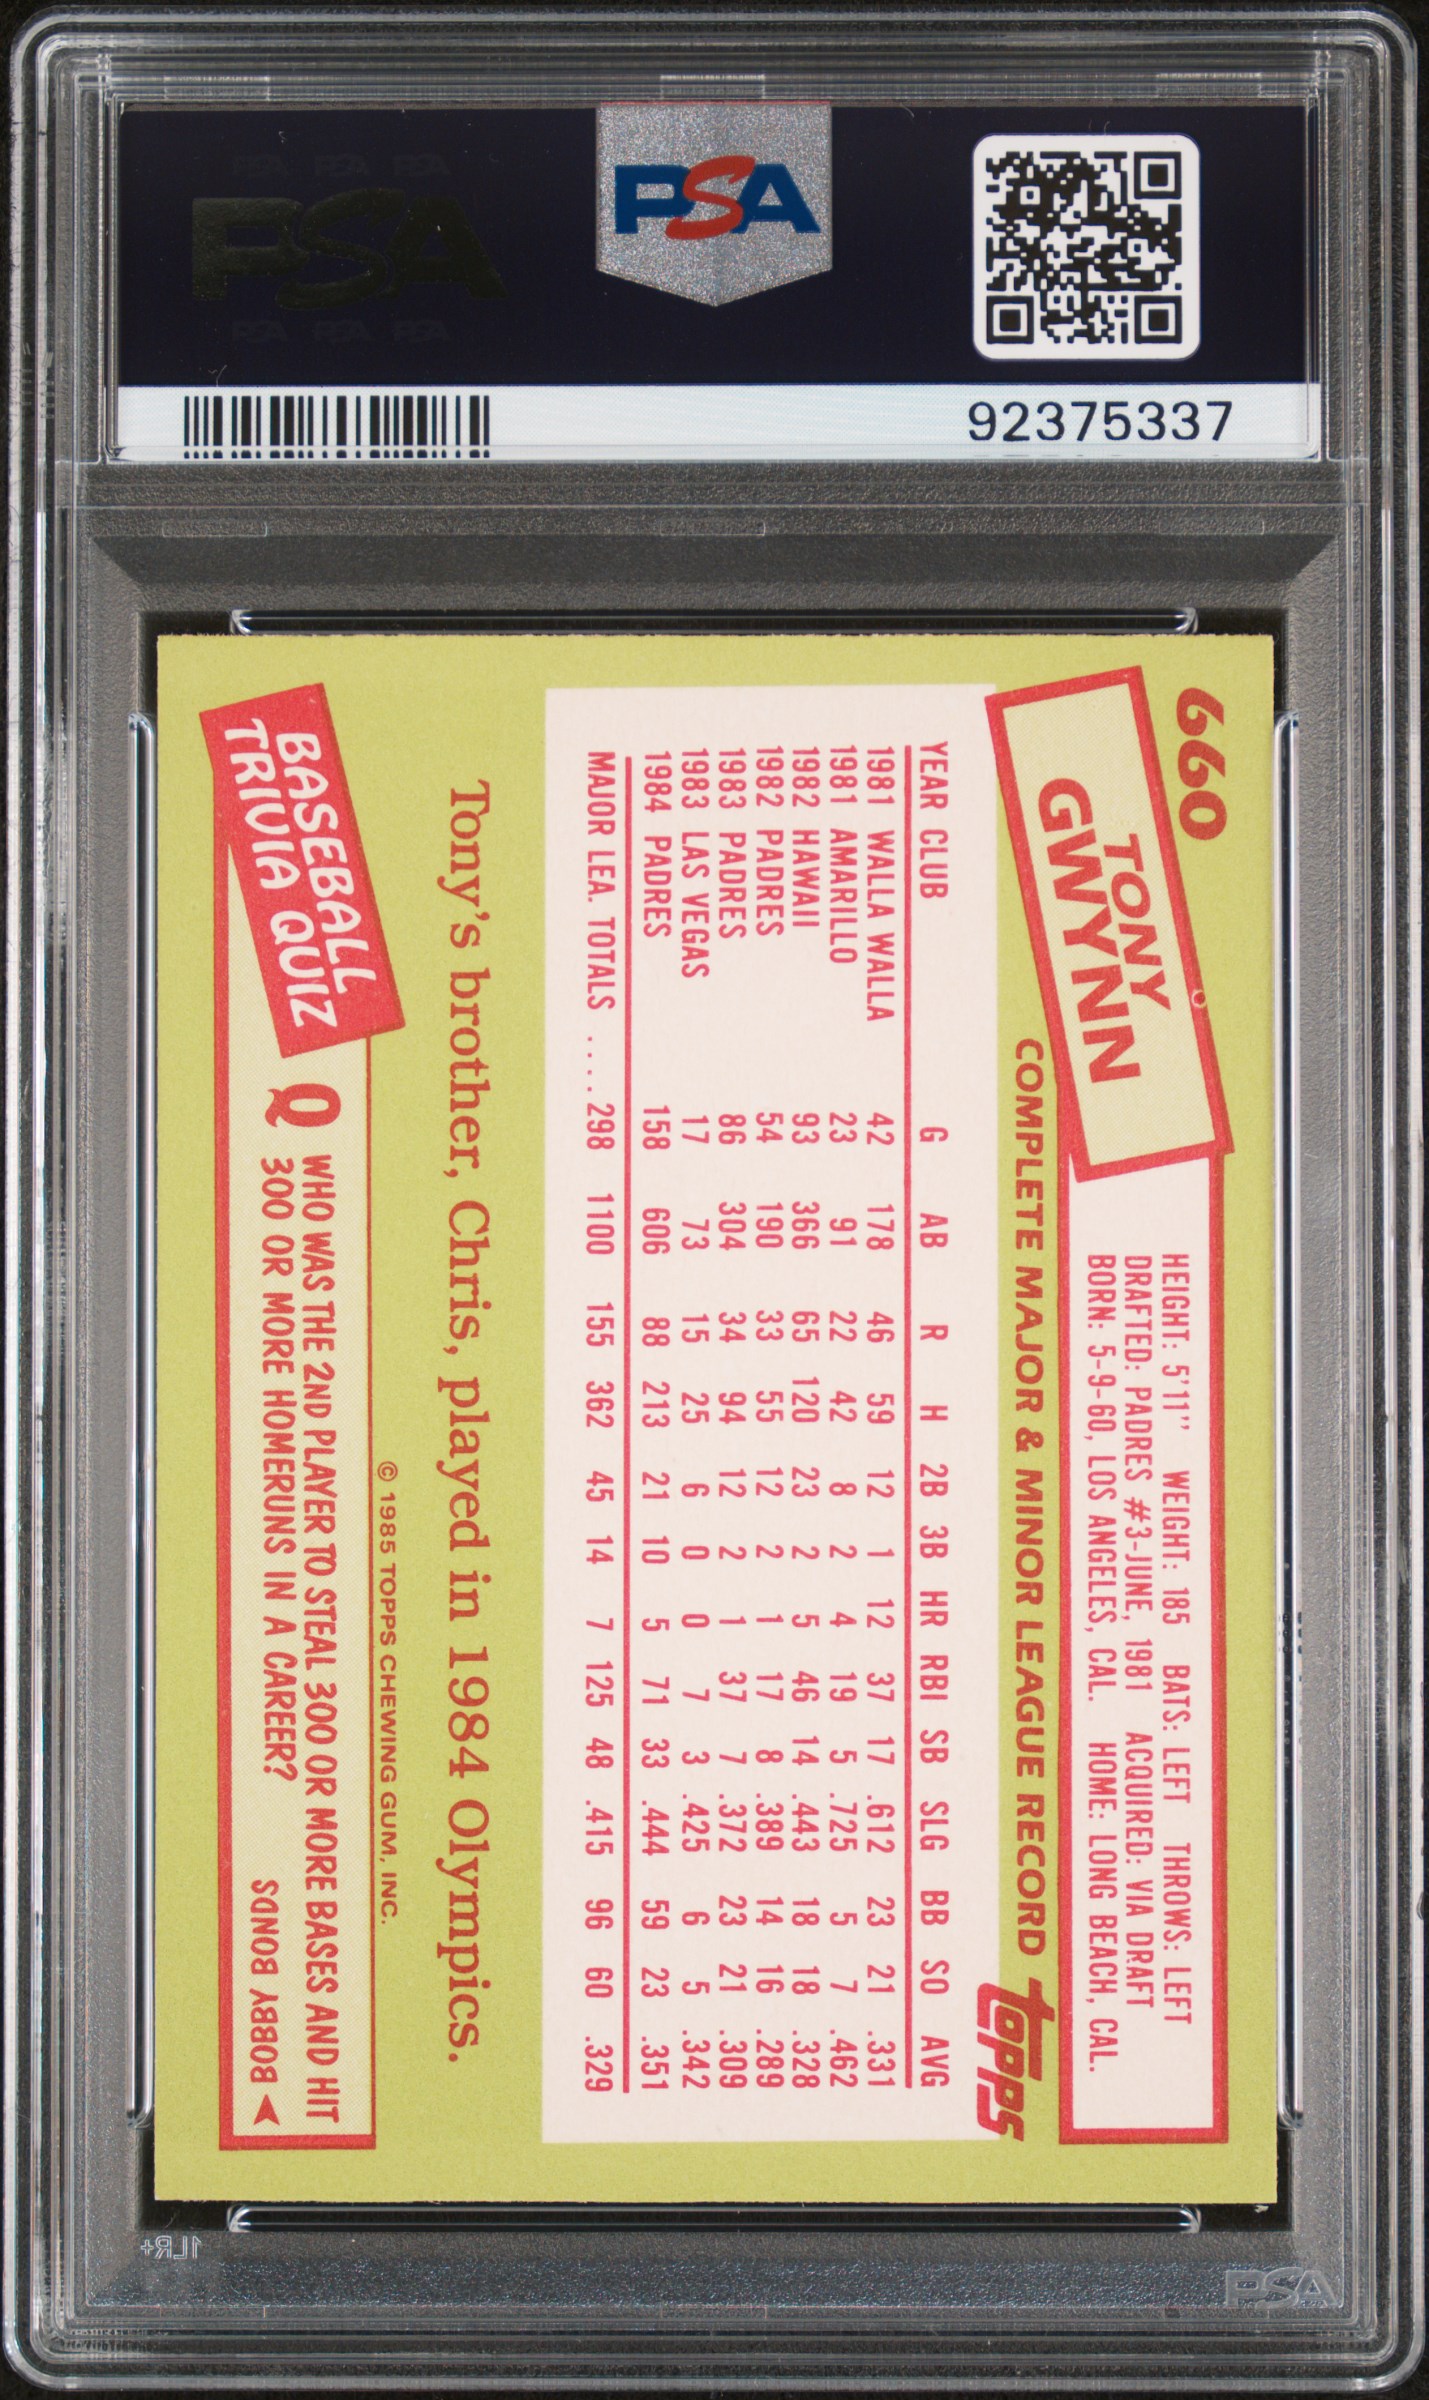 PSA PSA PSA
PSA
PSA PSA PSA
PSA
92375337
660
TONY
GWYNN
HEIGHT: 5'11" WEIGHT: 185 BATS: LEFT THROWS: LEFT
DRAFTED: PADRES #3-JUNE, 1981 ACQUIRED: VIA DRAFT
BORN: 5-9-60, LOS ANGELES, CAL. HOME: LONG BEACH, CAL.
COMPLETE MAJOR & MINOR LEAGUE RECORD
topps
YEAR CLUB G AB R H 2B 3B HR RBI SB SLG BB SO AVG
1981 WALLA WALLA 42 178 46 59 12 1 12 37 17 .612 23 21 .331
1981 AMARILLO 23 91 22 42 8 2 4 19 5 .725 5 7 .462
1982 HAWAII 93 366 65 120 23 2 5 46 14 .443 18 18 .328
1982 PADRES 54 190 33 55 12 2 1 17 8 .389 14 16 .289
1983 PADRES 86 304 34 94 12 2 1 37 7 .372 23 21 .309
1983 LAS VEGAS 17 73 15 25 6 0 0 7 3 .425 6 5 .342
1984 PADRES 158 606 88 213 21 10 5 71 33 .444 59 23 .351
MAJOR LEA. TOTALS .... 298 1100 155 362 45 14 7 125 48 .415 96 60 .329
Tony's brother, Chris, played in 1984 Olympics.
© 1985 TOPPS CHEWING GUM, INC.
BASEBALL
TRIVIA QUIZ
Q WHO WAS THE 2ND PLAYER TO STEAL 300 OR MORE BASES AND HIT
300 OR MORE HOMERUNS IN A CAREER?
BOBBY BONDS
1LR+
PSA